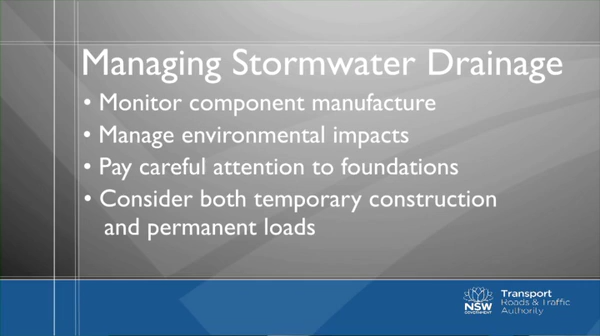 Managing Stormwater Drainage
• Monitor component manufacture
• Manage environmental impacts
• Pay careful attention to foundations
• Consider both temporary construction
and permanent loads
NSW
GOVERNMENT
Transport
Roads & Traffic
Authority